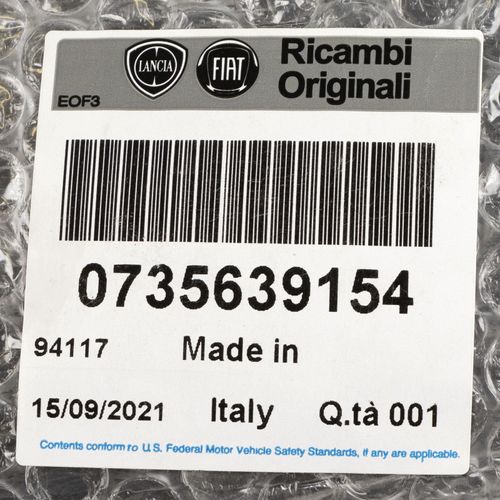 LANCIA FIAT Ricambi
Originali
EOF3
0735639154
94117 Made in
15/09/2021 Italy Q.tà 001
Contents conform to U.S. Federal Motor Vehicle Safety Standards, if any are applicable.